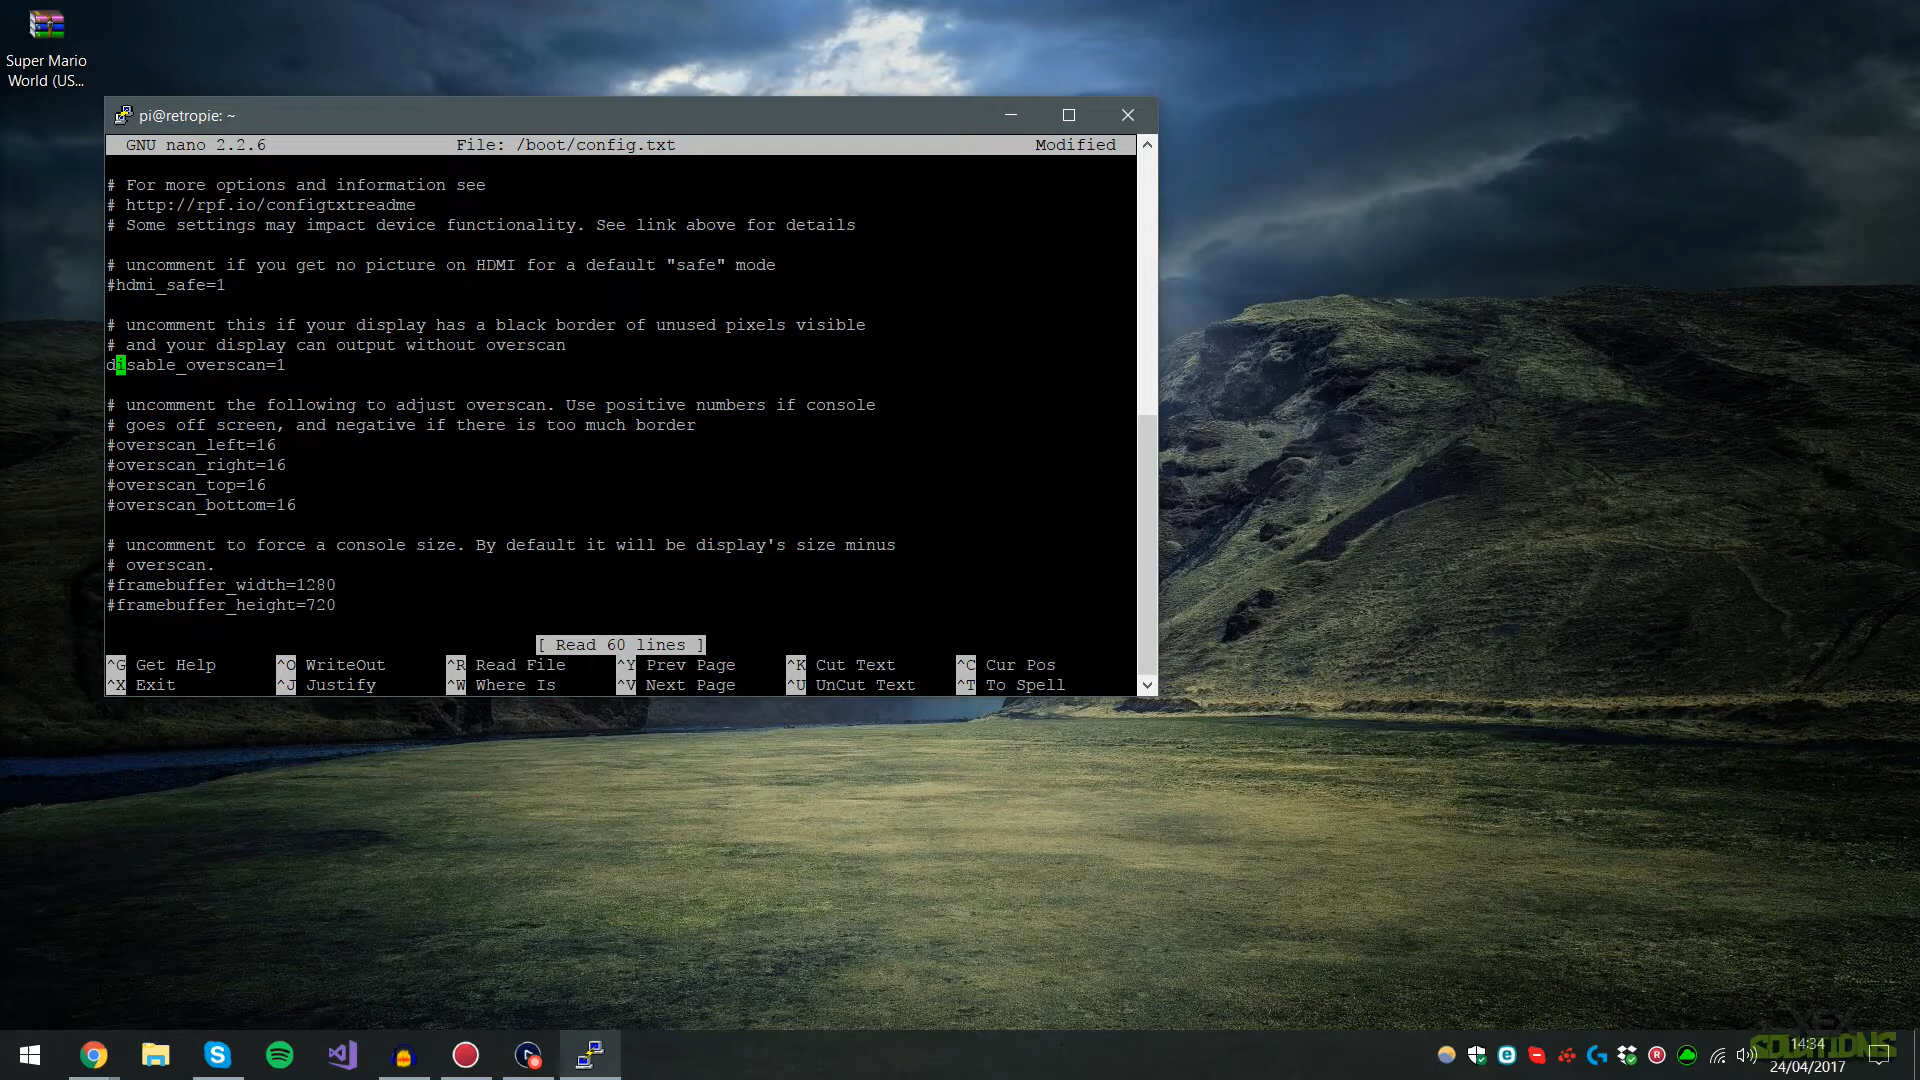 Super Mario
World (US...
pi@retropie: ~
GNU nano 2.2.6 File: /boot/config.txt Modified
# For more options and information see
# http://rpf.io/configtxtreadme
# Some settings may impact device functionality. See link above for details
# uncomment if you get no picture on HDMI for a default "safe" mode
#hdmi_safe=1
# uncomment this if your display has a black border of unused pixels visible
# and your display can output without overscan
disable_overscan=1
# uncomment the following to adjust overscan. Use positive numbers if console
# goes off screen, and negative if there is too much border
#overscan_left=16
#overscan_right=16
#overscan_top=16
#overscan_bottom=16
# uncomment to force a console size. By default it will be display's size minus
# overscan.
#framebuffer_width=1280
#framebuffer_height=720
[ Read 60 lines ]
^G Get Help ^O WriteOut ^R Read File ^Y Prev Page ^K Cut Text ^C Cur Pos
^X Exit ^J Justify ^W Where Is ^V Next Page ^U UnCut Text ^T To Spell
SOLUTIONS
14:34
24/04/2017